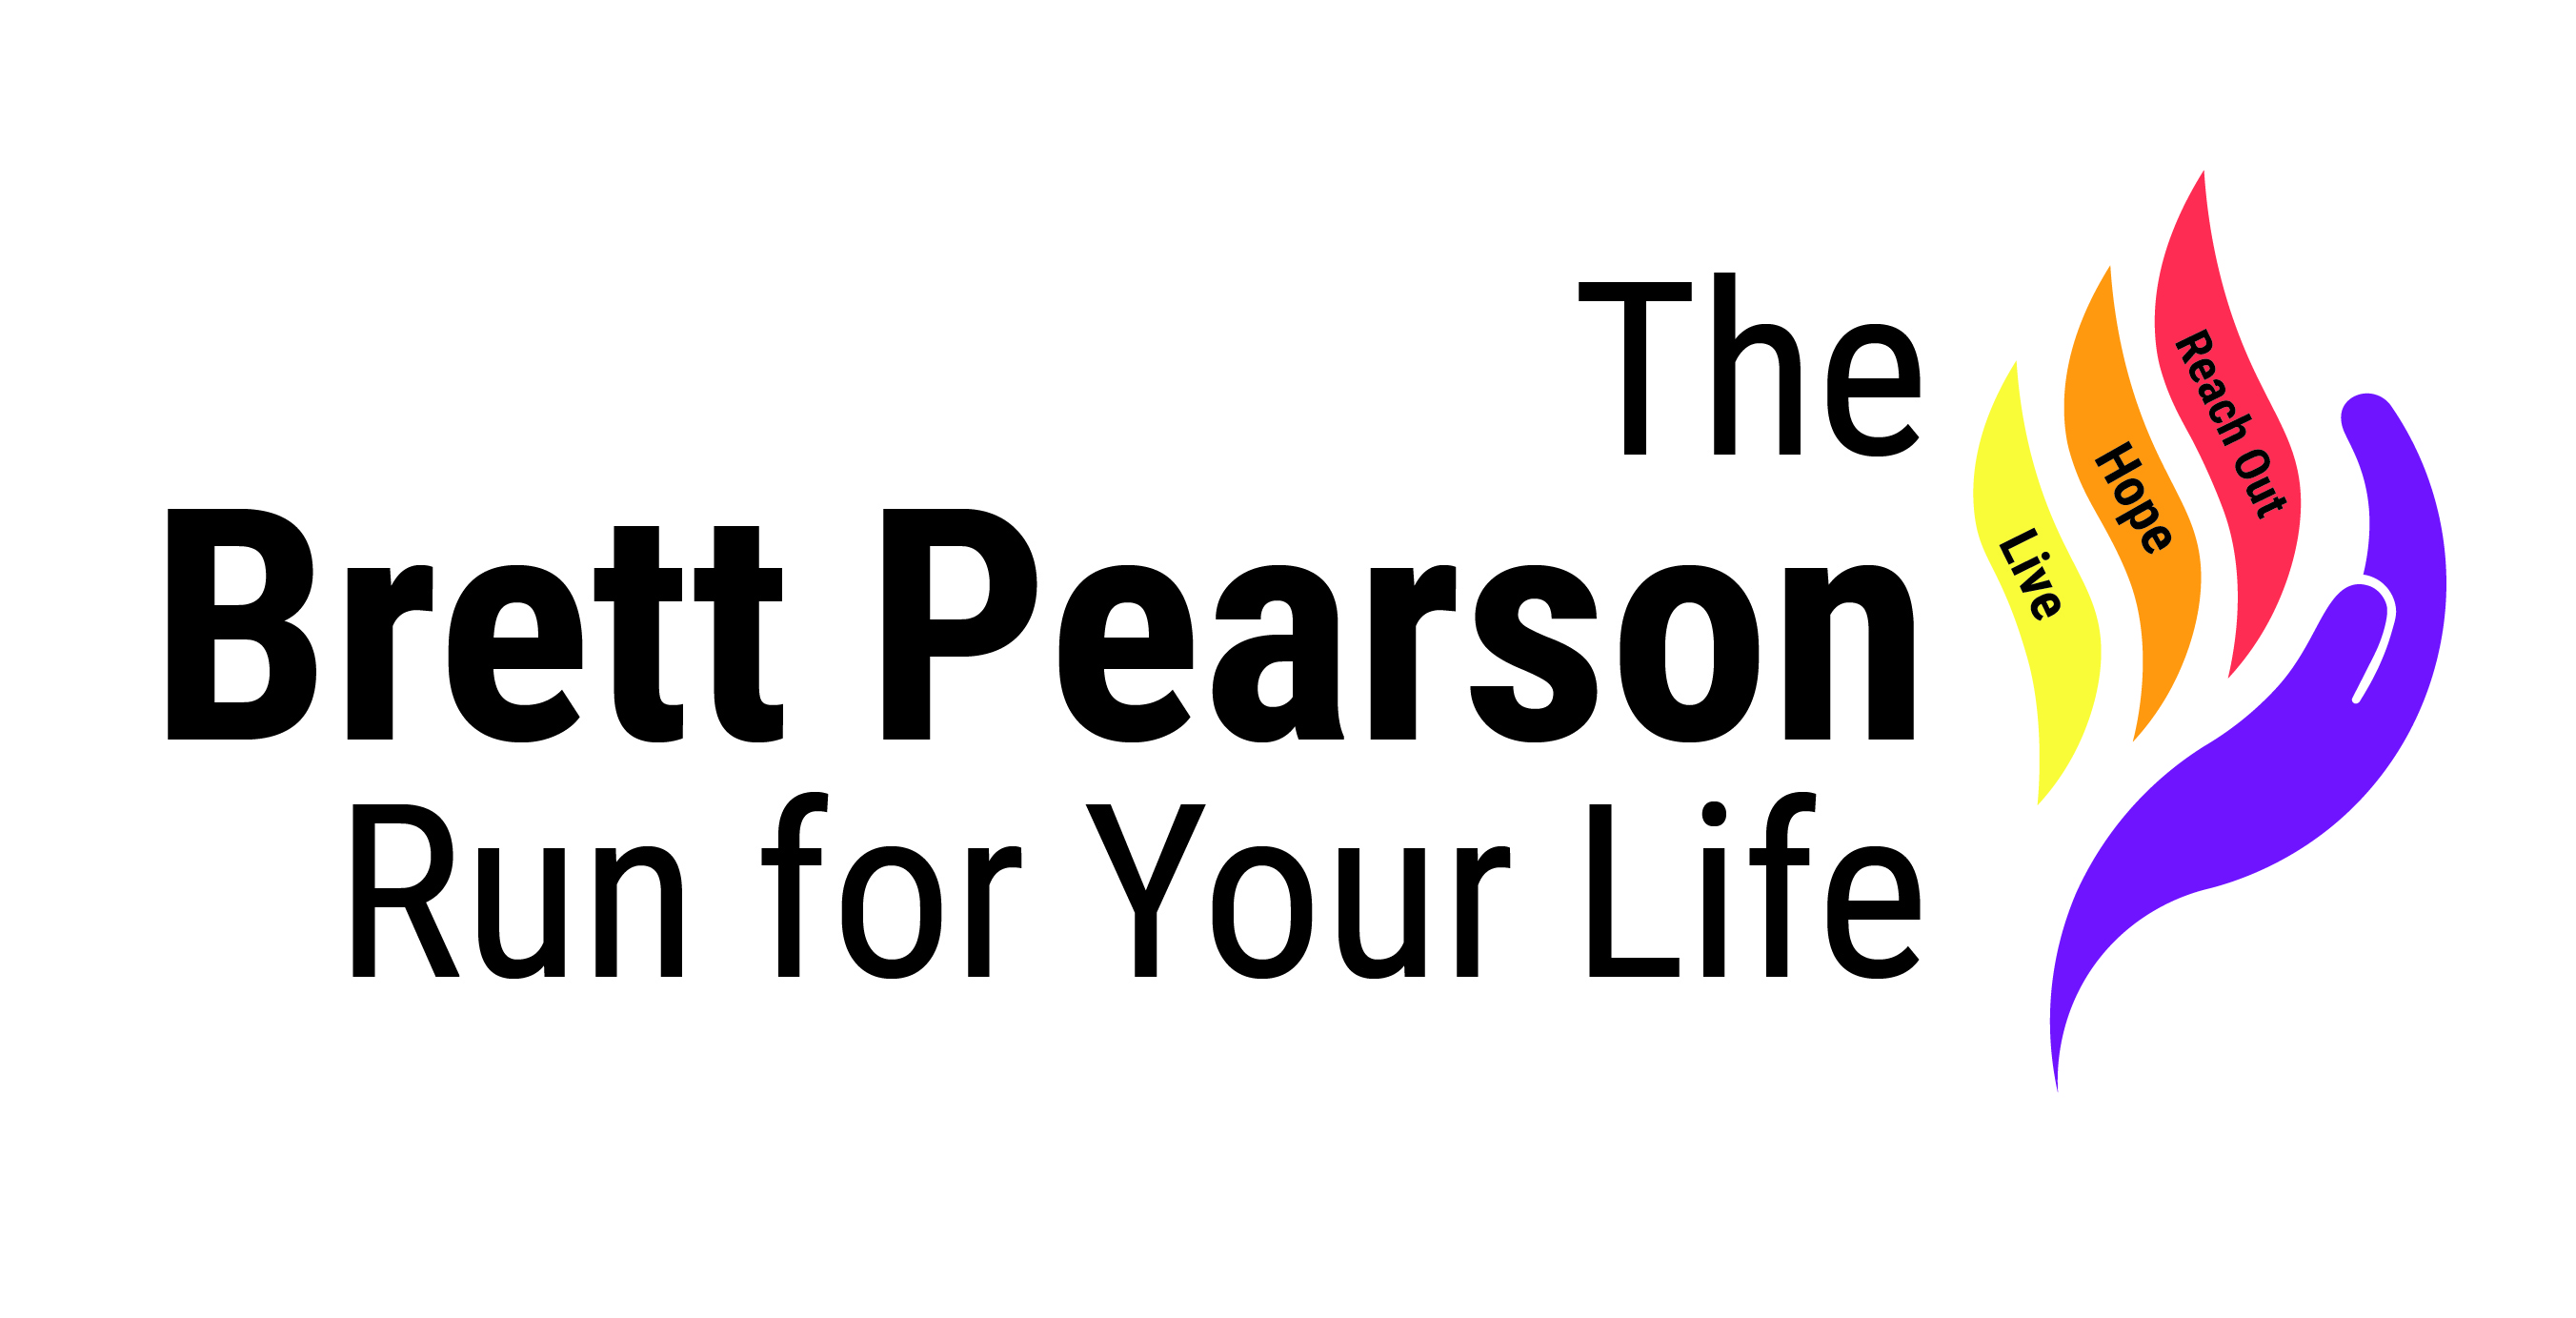 The
Brett Pearson
Run for Your Life
Live
Hope
Reach Out